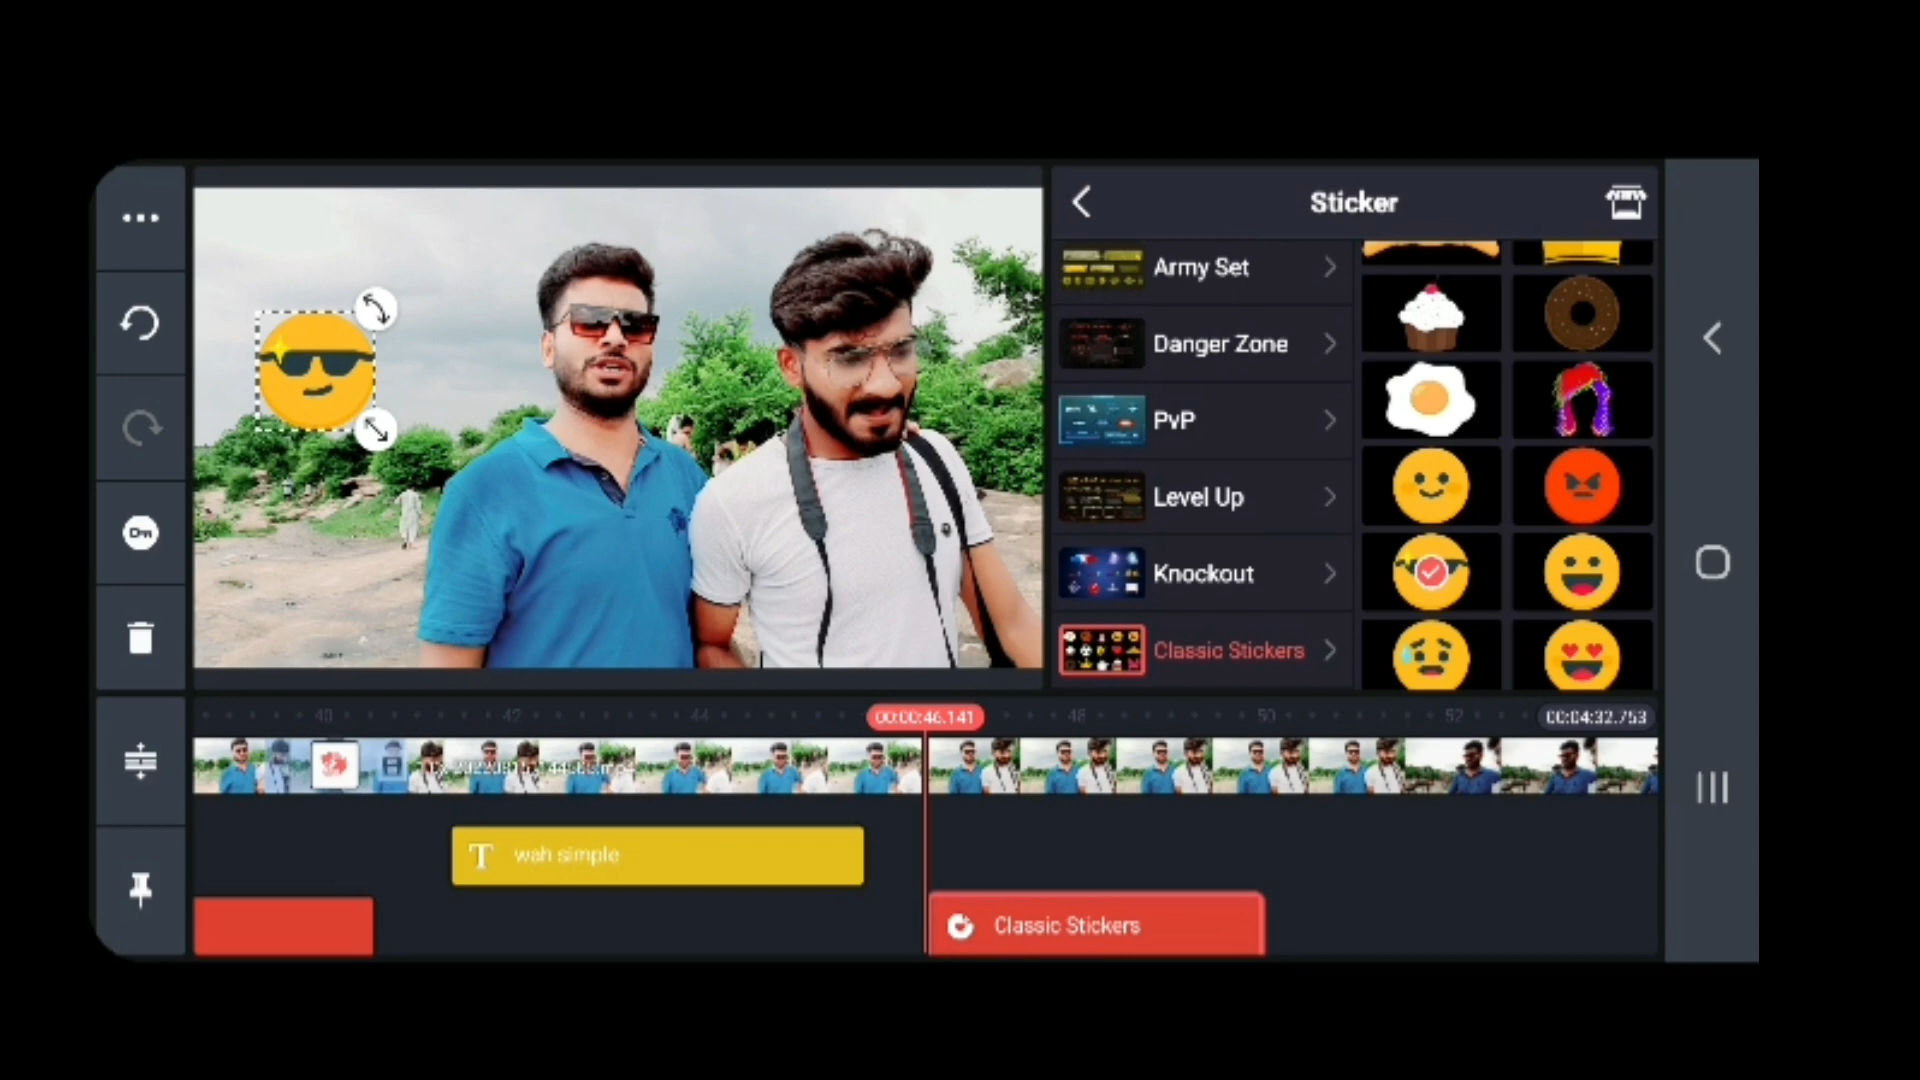 Sticker
Army Set
Danger Zone
PvP
Level Up
Knockout
Classic Stickers
40
42
44
00:00:46.141
48
50
52
00:04:32.753
T wah simple
Classic Stickers